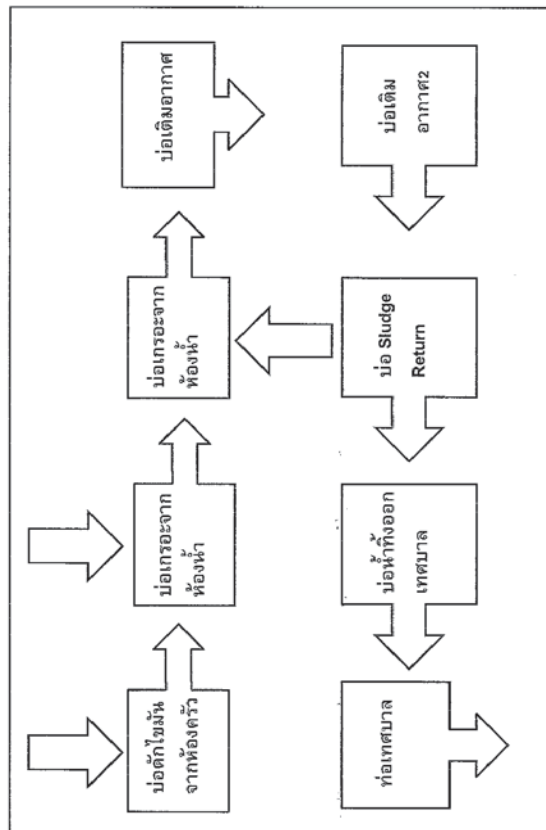 บ่อดักไขมัน
จากห้องครัว
บ่อเกรอะจาก
ห้องน้ำ
บ่อเกรอะจาก
ห้องน้ำ
บ่อเติมอากาศ
บ่อเติม
อากาศ2
บ่อ Sludge
Return
บ่อน้ำทิ้งออก
เทศบาล
ท่อเทศบาล